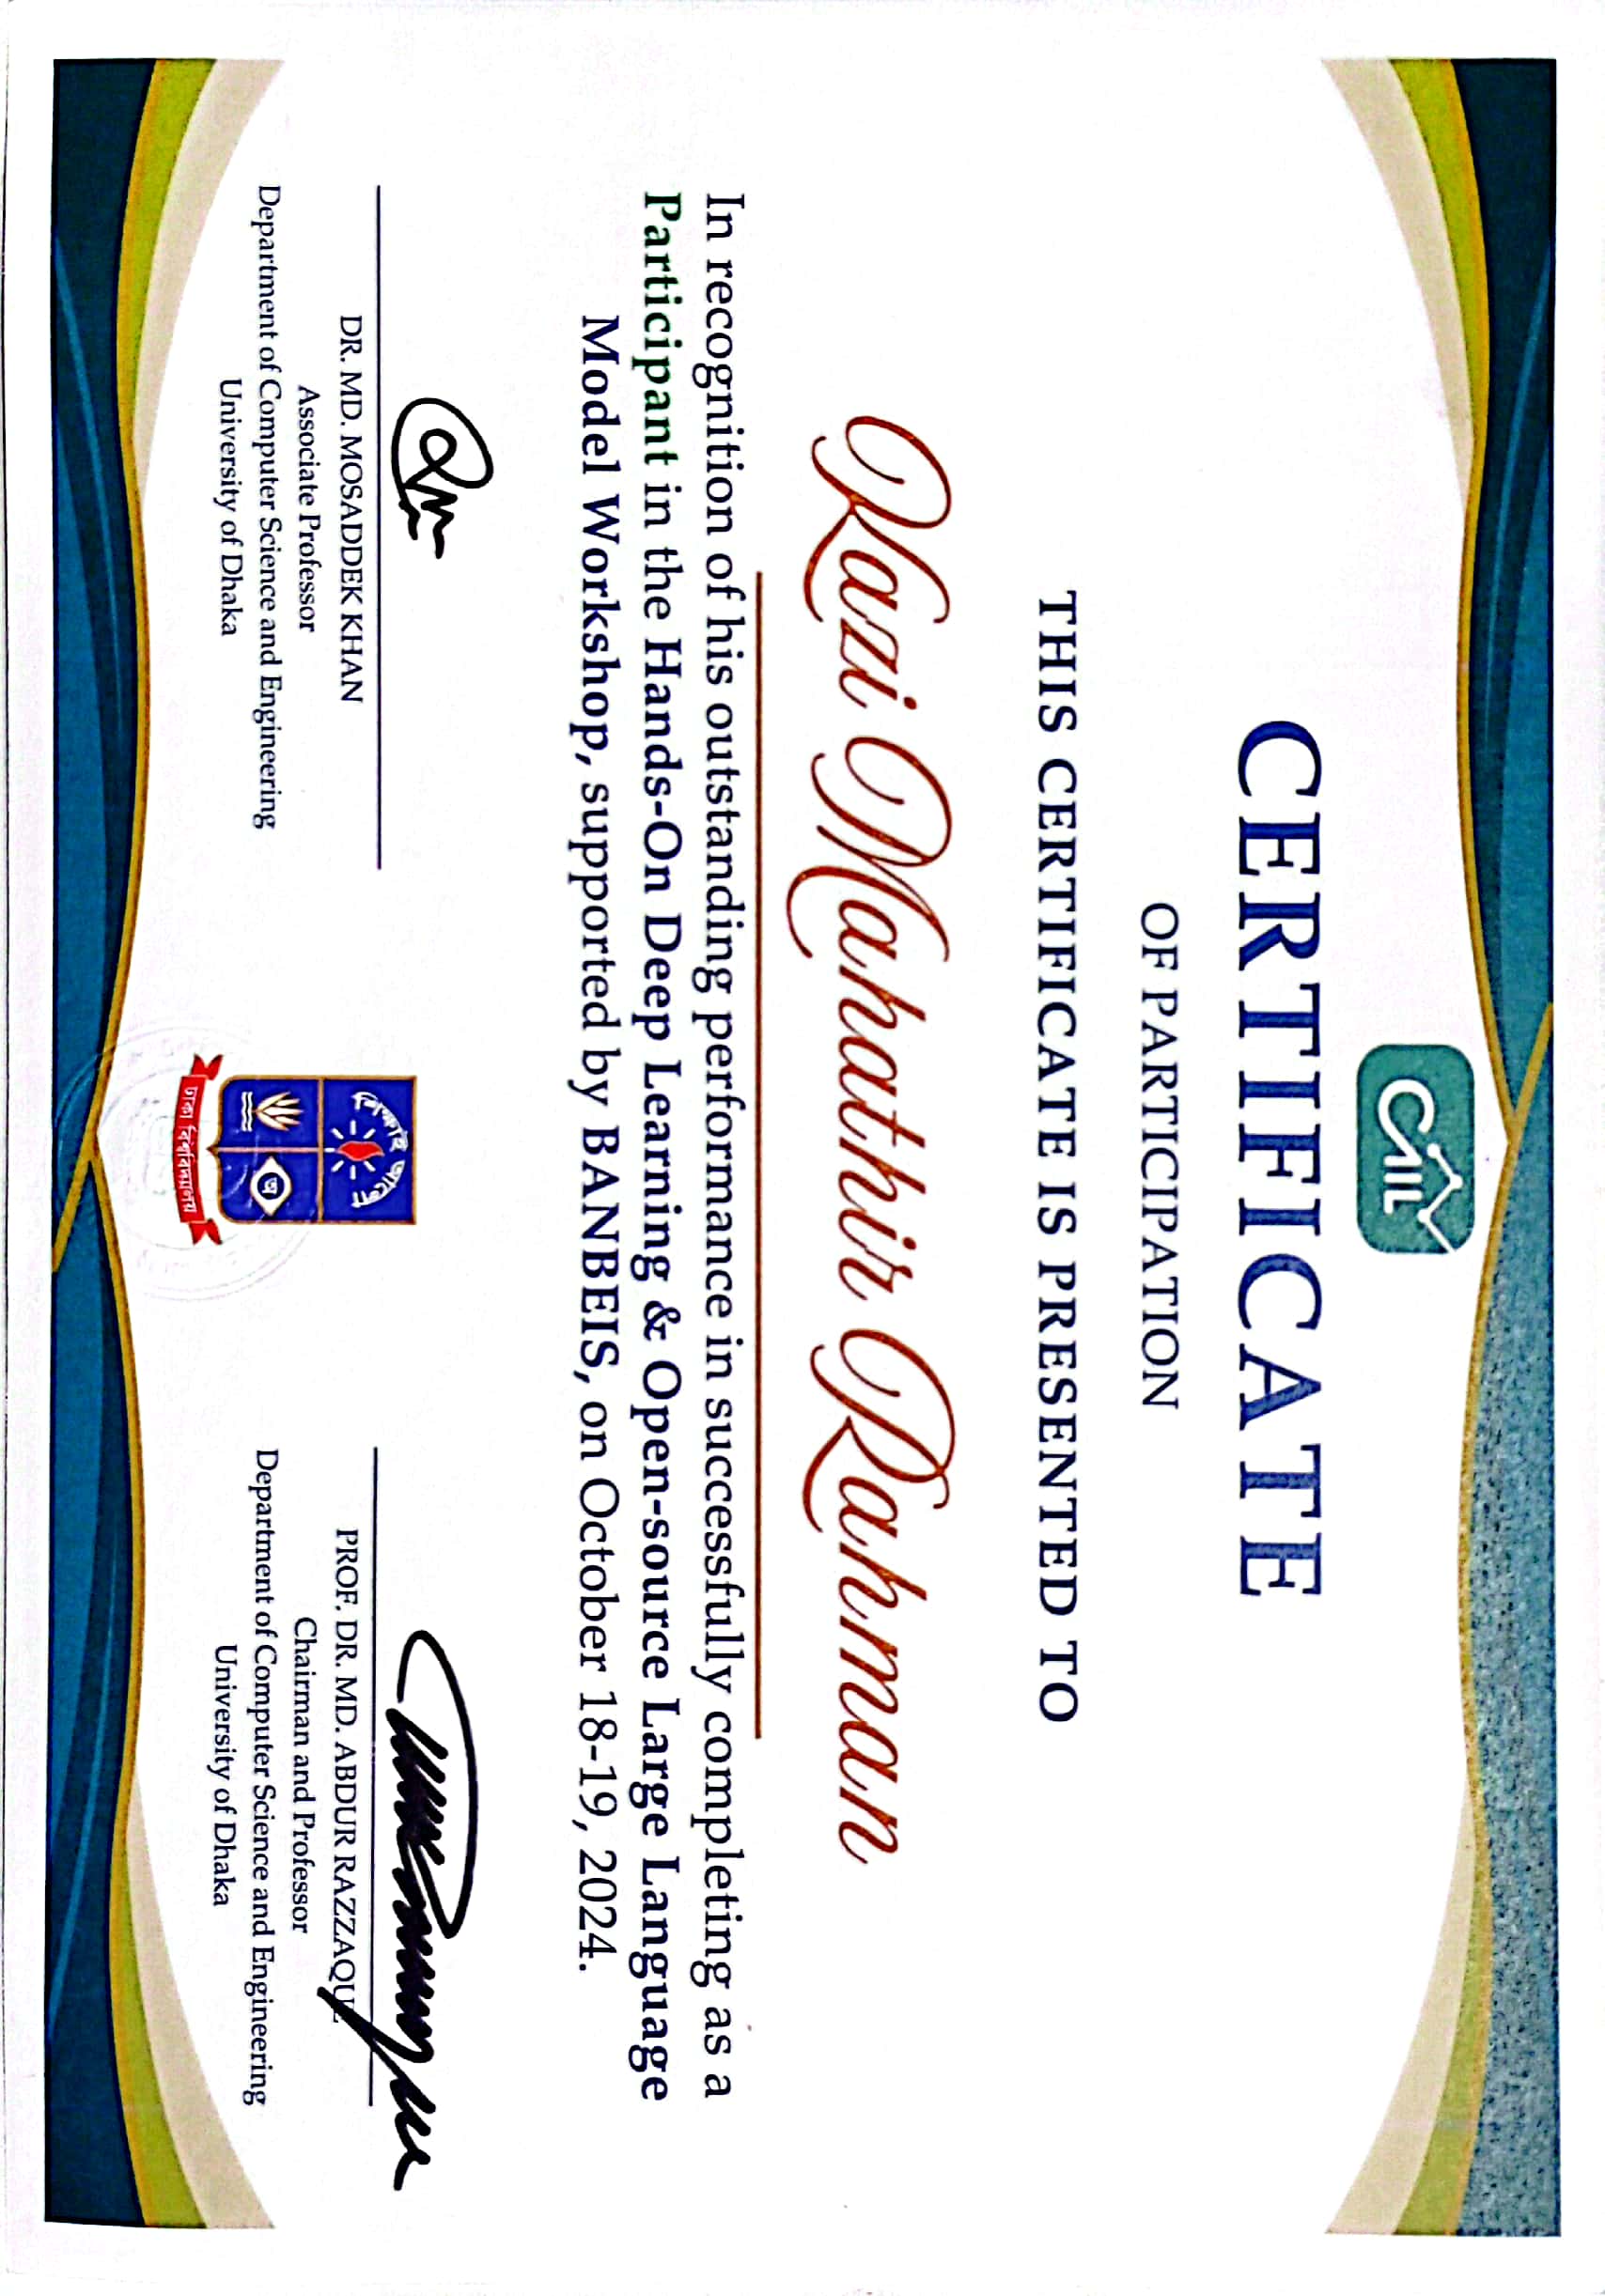 CAIL
CERTIFICATE
OF PARTICIPATION
THIS CERTIFICATE IS PRESENTED TO
Kazi Mahathir Rahman
In recognition of his outstanding performance in successfully completing as a
Participant in the Hands-On Deep Learning & Open-source Large Language
Model Workshop, supported by BANBEIS, on October 18-19, 2024.
DR. MD. MOSADDEK KHAN
Associate Professor
Department of Computer Science and Engineering
University of Dhaka
শিক্ষাই আলো
অ
ঢাকা বিশ্ববিদ্যালয়
PROF. DR. MD. ABDUR RAZZAQUE
Chairman and Professor
Department of Computer Science and Engineering
University of Dhaka